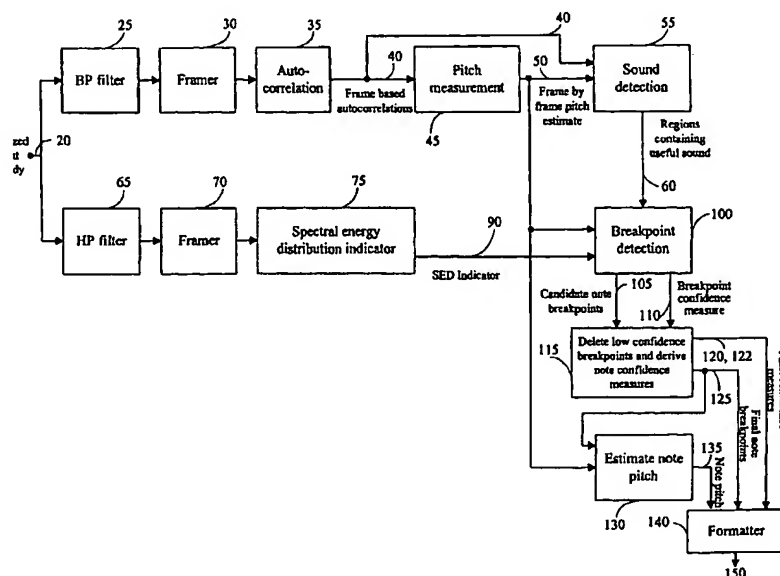 25
30
35
40
55
BP filter
Framer
Auto-
correlation
40
Frame based
autocorrelations
Pitch
measurement
45
50
Frame by
frame pitch
estimate
Sound
detection
zed
tt
dy
20
Regions
containing
useful sound
60
65
70
75
HP filter
Framer
Spectral energy
distribution indicator
90
SED Indicator
Breakpoint
detection
100
Candidate note
breakpoints
105
Breakpoint
confidence
measure
110
115
Delete low confidence
breakpoints and derive
note confidence
measures
120, 122
125
Final note
breakpoints
measures
Estimate note
pitch
130
135
Note pitch
140
Formatter
150